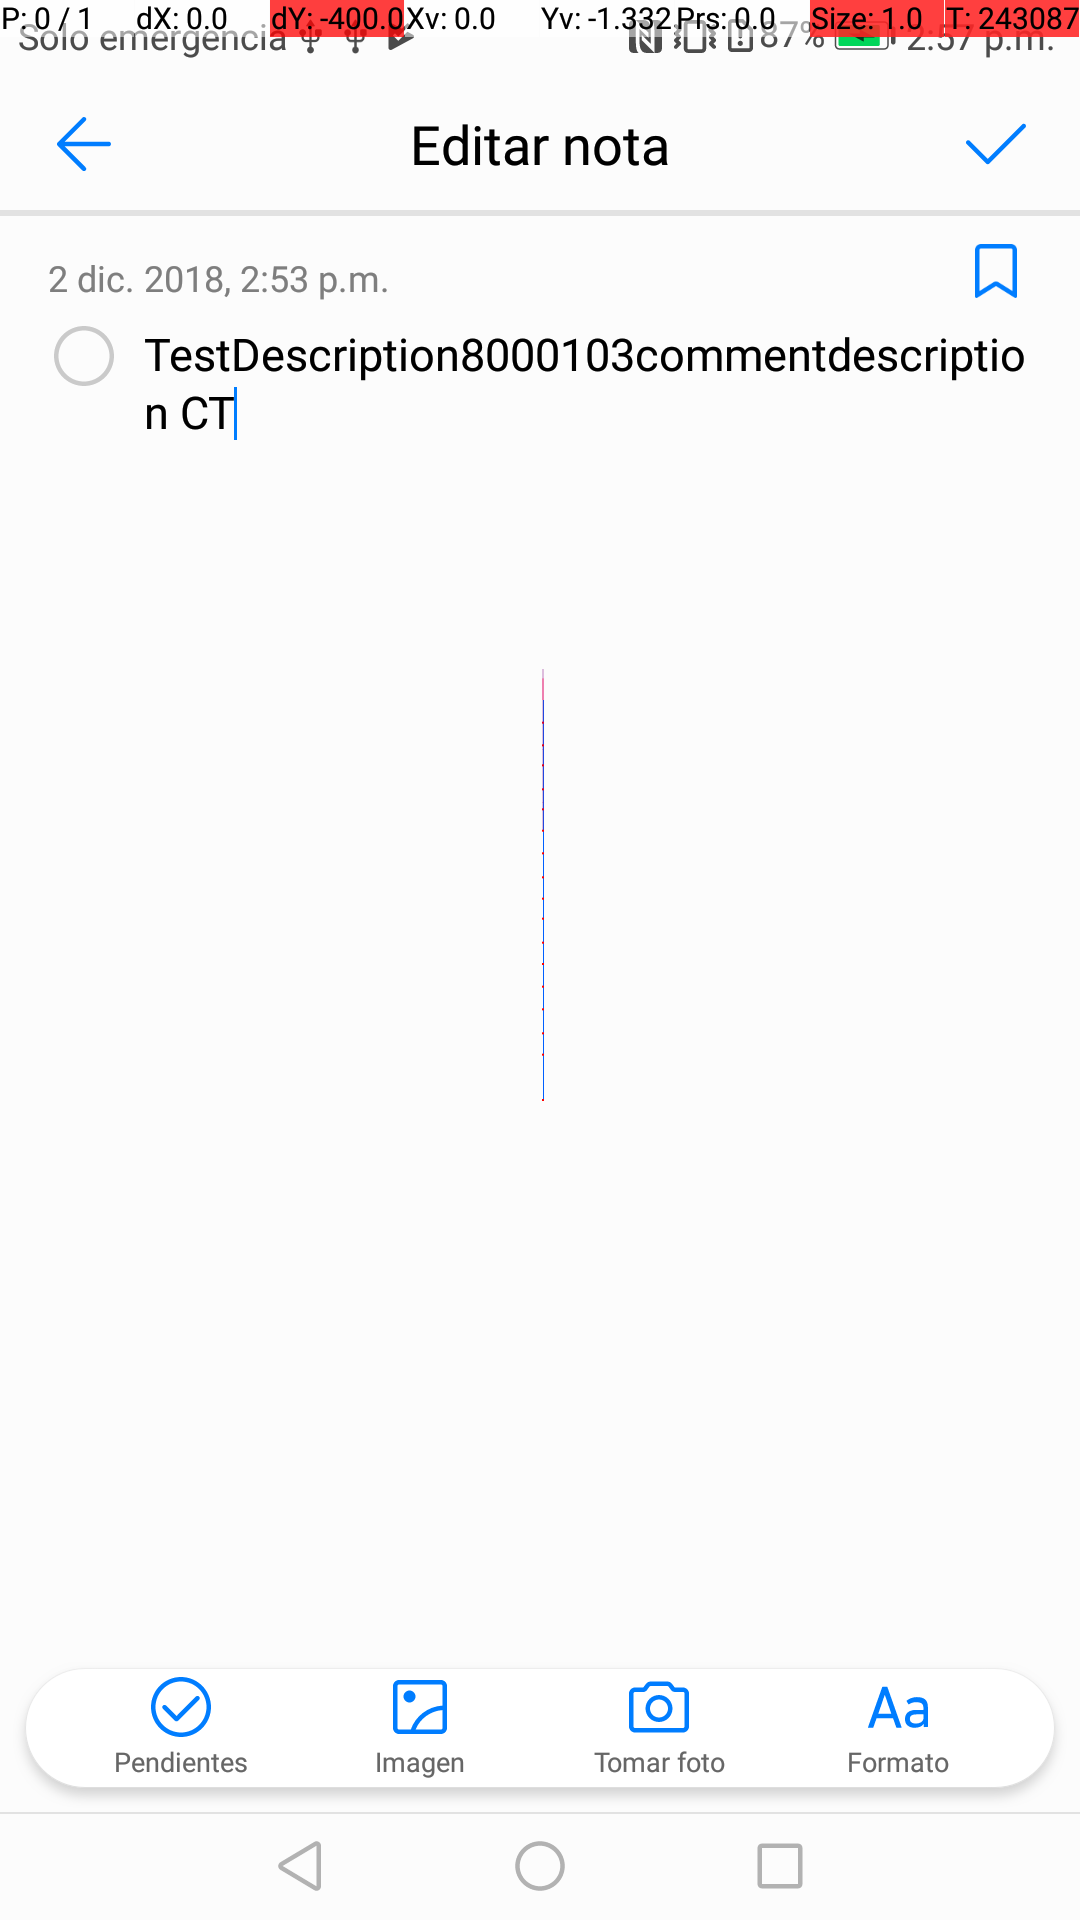 P: 0 / 1 dX: 0.0 dY: -400.0 Xv: 0.0 Yv: -1.332 Prs: 0.0 Size: 1.0 T: 243087
Solo emergencia 87% 2:57 p.m.
Editar nota
2 dic. 2018, 2:53 p.m.
TestDescription8000103commentdescriptio
n CT
Pendientes Imagen Tomar foto Formato